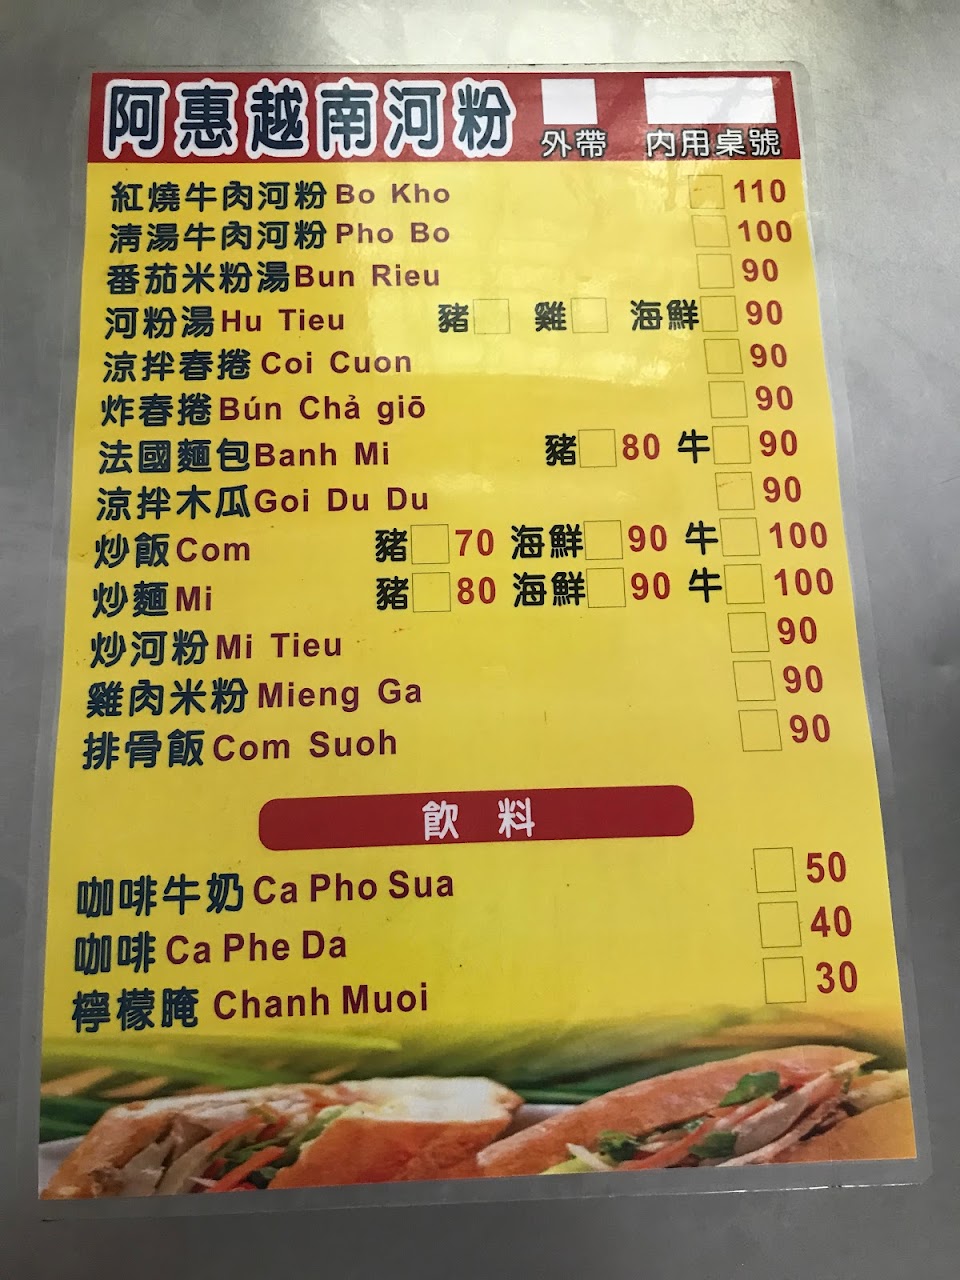 阿惠越南河粉 外帶 內用桌號
紅燒牛肉河粉 Bo Kho 110
清湯牛肉河粉 Pho Bo 100
番茄米粉湯 Bun Rieu 90
河粉湯 Hu Tieu 豬 雞 海鮮 90
涼拌春捲 Coi Cuon 90
炸春捲 Bún Chả giō 90
法國麵包 Banh Mi 豬 80 牛 90
涼拌木瓜 Goi Du Du 90
炒飯 Com 豬 70 海鮮 90 牛 100
炒麵 Mi 豬 80 海鮮 90 牛 100
炒河粉 Mi Tieu 90
雞肉米粉 Mieng Ga 90
排骨飯 Com Suoh 90
飲料
咖啡牛奶 Ca Pho Sua 50
咖啡 Ca Phe Da 40
檸檬腌 Chanh Muoi 30